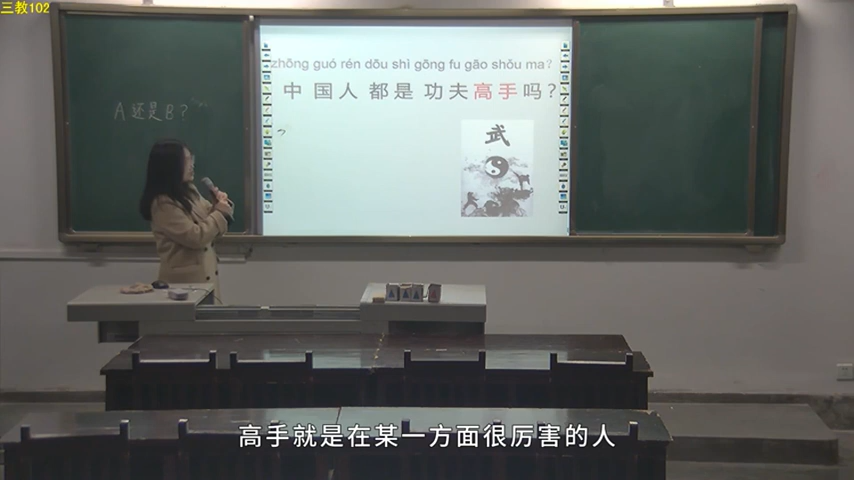 三教102
zhōng guó rén dōu shì gōng fu gāo shǒu ma?
中国人都是功夫高手吗?
A还是B?
武
高手就是在某一方面很厉害的人